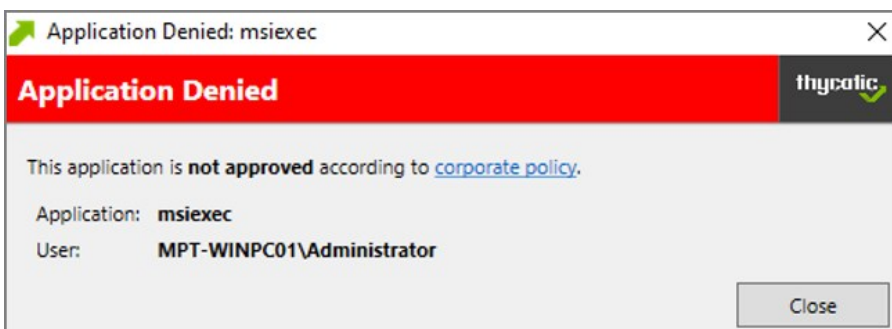 Application Denied: msiexec
Application Denied
thycotic
This application is not approved according to corporate policy.
Application: msiexec
User: MPT-WINPC01\Administrator
Close